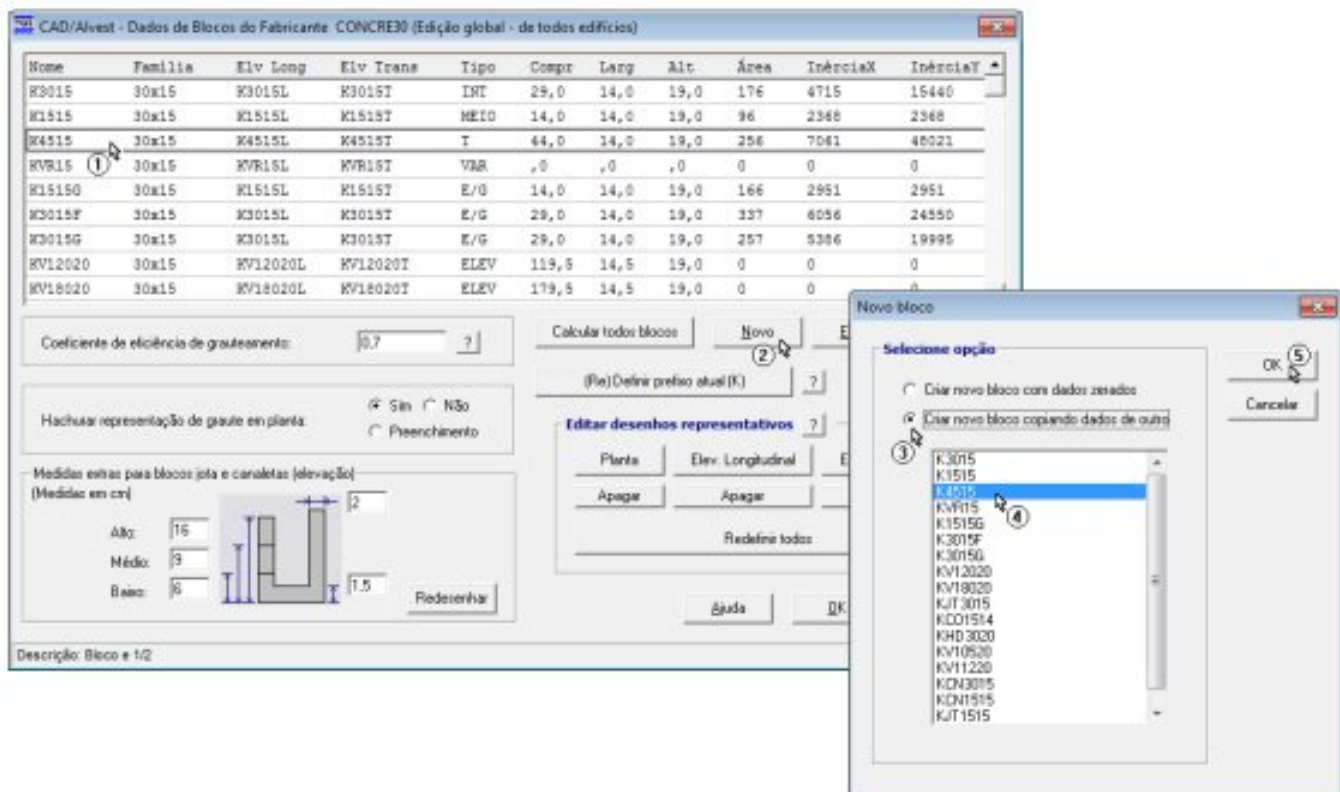 CAD/Alvest - Dados de Blocos do Fabricante CONCRE30 (Edição global - de todos edifícios)
Nome Família Elv Long Elv Trans Tipo Compr Larg Alt Área InérciaX InérciaY
K3015 30x15 K3015L K3015T INT 29,0 14,0 19,0 176 4715 15440
K1515 30x15 K1515L K1515T MEIO 14,0 14,0 19,0 96 2368 2368
K4515 30x15 K4515L K4515T T 44,0 14,0 19,0 256 7061 48021
KVR15 30x15 KVR15L KVR15T VAR ,0 ,0 ,0 0 0 0
K1515G 30x15 K1515L K1515T E/G 14,0 14,0 19,0 166 2951 2951
K3015F 30x15 K3015L K3015T E/G 29,0 14,0 19,0 337 6056 24550
K3015G 30x15 K3015L K3015T E/G 29,0 14,0 19,0 257 5386 19995
KV12020 30x15 KV12020L KV12020T ELEV 119,5 14,5 19,0 0 0 0
KV18020 30x15 KV18020L KV18020T ELEV 179,5 14,5 19,0 0 0 0
1
Coeficiente de eficiência de grauteamento: 0,7 ?
Hachurar representação de graute em planta: Sim Não
Preenchimento
Medidas extras para blocos jota e canaletas (elevação)
(Medidas em cm)
2
Alto: 16
Médio: 9
Baixo: 6
1.5
Redesenhar
Calcular todos blocos Novo E
2
(Re)Definir prefixo atual (K) ?
Editar desenhos representativos ?
Planta Elev. Longitudinal E
Apagar Apagar
Redefinir todos
Ajuda OK
Descrição: Bloco e 1/2
Novo bloco
Selecione opção
Criar novo bloco com dados zerados
Criar novo bloco copiando dados de outro
3
K3015
K1515
K4515
KVR15
K1515G
K3015F
K3015G
KV12020
KV18020
KJT3015
KCO1514
KHD3020
KV10520
KV11220
KCN3015
KCN1515
KJT1515
4
OK
5
Cancelar